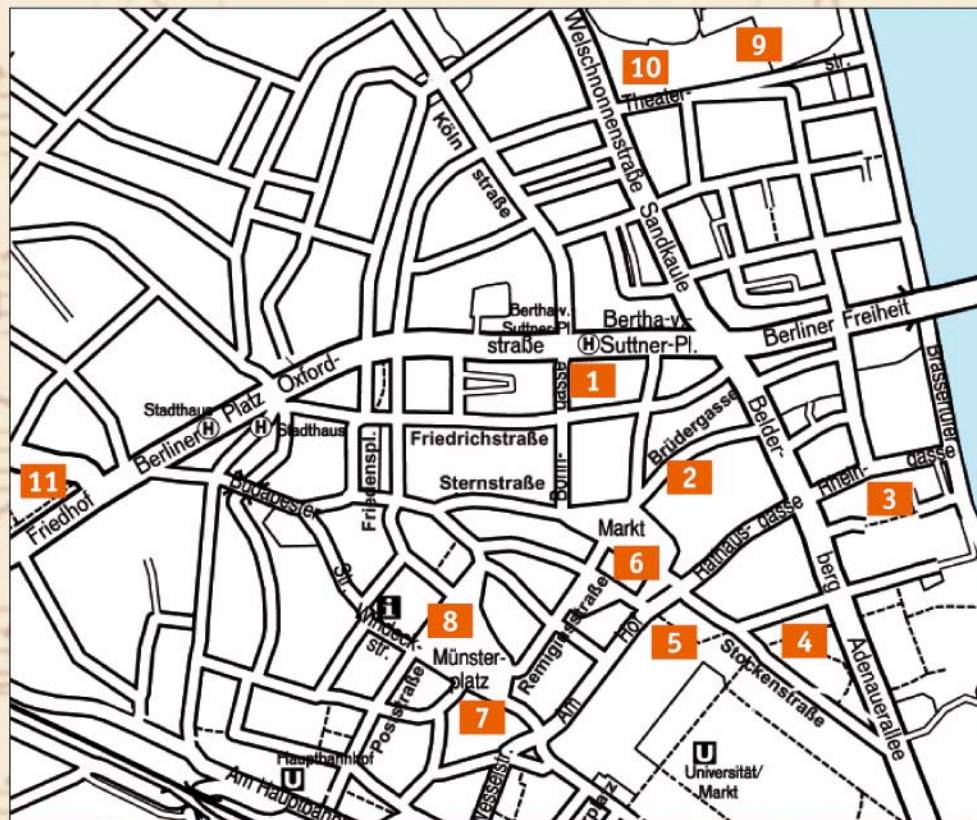 Welschnonnenstraße
9
10
Theater-
str.
Köln
straße
Sandkaule
Bertha-v.
Suttner-Pl.
Bertha-v.-
straße
H
Suttner-Pl.
Berliner Freiheit
Oxford-
1
gasse
Brassertufer
Stadthaus
H
Berliner Platz
H
Stadthaus
Friedrichstraße
Belder-
Brüdergasse
11
Friedhof
Budapester
Str.
Friedenspl.
Sternstraße
Bonn-
2
Rhein-
gasse
3
Markt
Rathaus-
gasse
6
berg
i
Windeck-
str.
8
Remigiusstraße
Hof
5
4
Münster-
platz
Stockenstraße
Poststraße
7
Am
Adenauerallee
Hauptbahnhof
U
U
Universität/
Markt
Am Hauptbahn